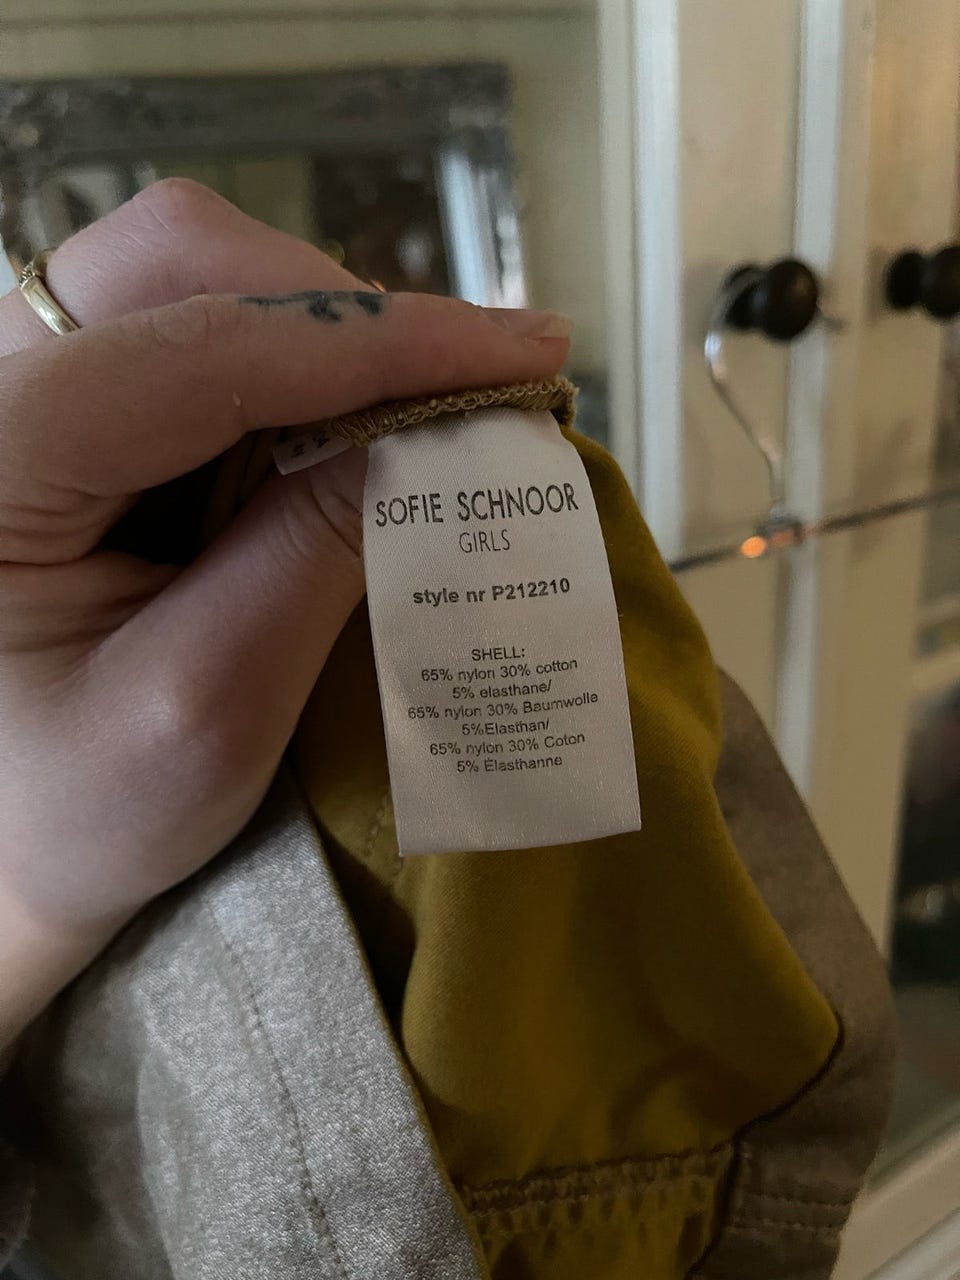 SOFIE SCHNOOR
GIRLS
style nr P212210
SHELL:
65% nylon 30% cotton
5% elasthane/
65% nylon 30% Baumwolle
5%Elasthan/
65% nylon 30% Coton
5% Élasthanne